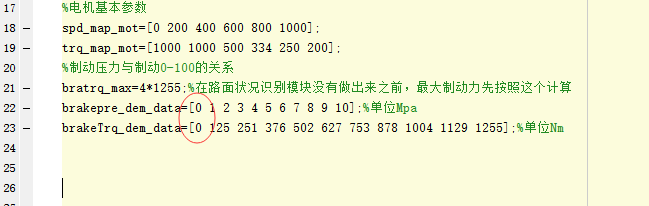 17 %电机基本参数
18 – spd_map_mot=[0 200 400 600 800 1000];
19 – trq_map_mot=[1000 1000 500 334 250 200];
20 %制动压力与制动0-100的关系
21 – bratrq_max=4*1255;%在路面状况识别模块没有做出来之前，最大制动力先按照这个计算
22 – brakepre_dem_data=[0 1 2 3 4 5 6 7 8 9 10];%单位Mpa
23 – brakeTrq_dem_data=[0 125 251 376 502 627 753 878 1004 1129 1255];%单位Nm
24
25
26